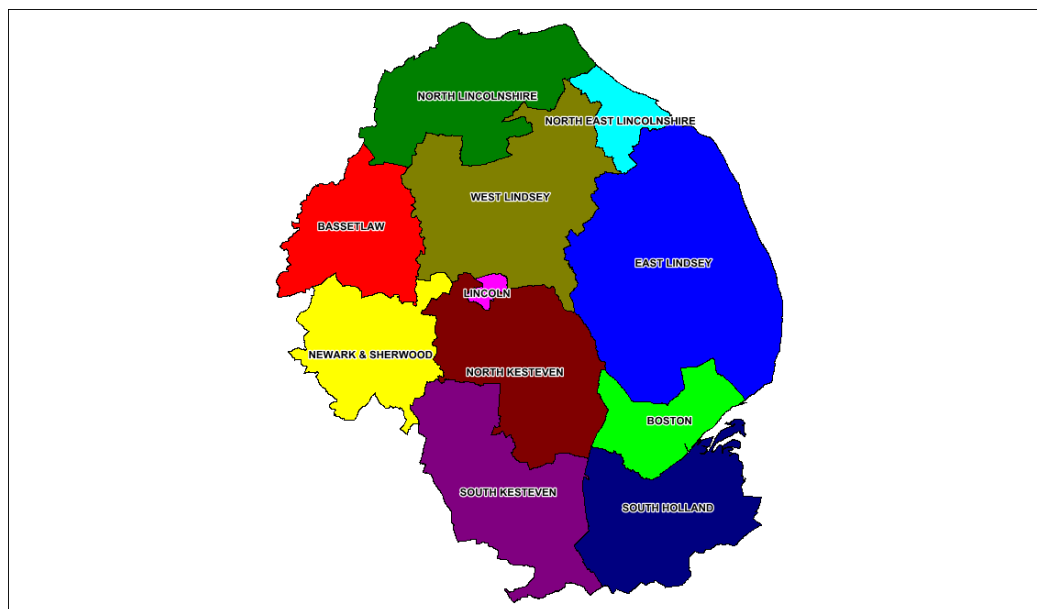 NORTH LINCOLNSHIRE
NORTH EAST LINCOLNSHIRE
WEST LINDSEY
BASSETLAW
EAST LINDSEY
LINCOLN
NEWARK & SHERWOOD
NORTH KESTEVEN
BOSTON
SOUTH KESTEVEN
SOUTH HOLLAND